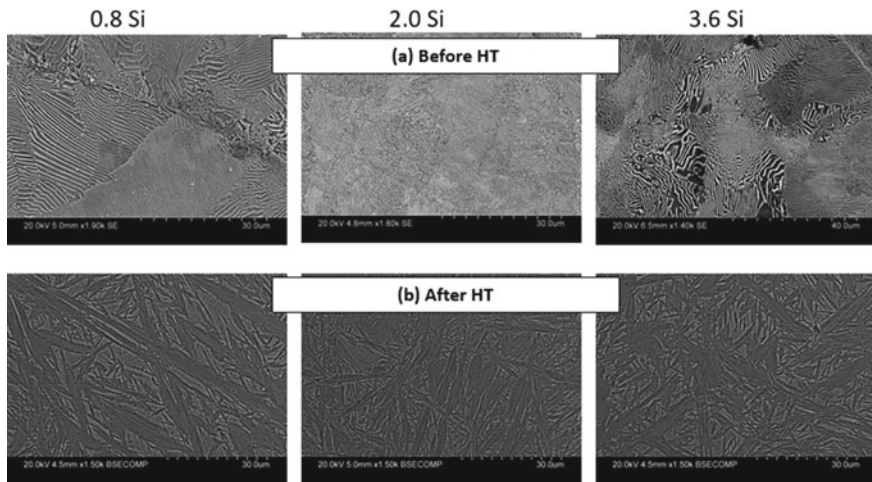 0.8 Si 2.0 Si 3.6 Si
(a) Before HT
20.0kV 5.0mm x1.90k SE 30.0um
20.0kV 4.8mm x1.80k SE 30.0um
20.0kV 6.5mm x1.40k SE 40.0um
(b) After HT
20.0kV 4.5mm x1.50k BSECOMP 30.0um
20.0kV 5.0mm x1.50k BSECOMP 30.0um
20.0kV 4.5mm x1.50k BSECOMP 30.0um